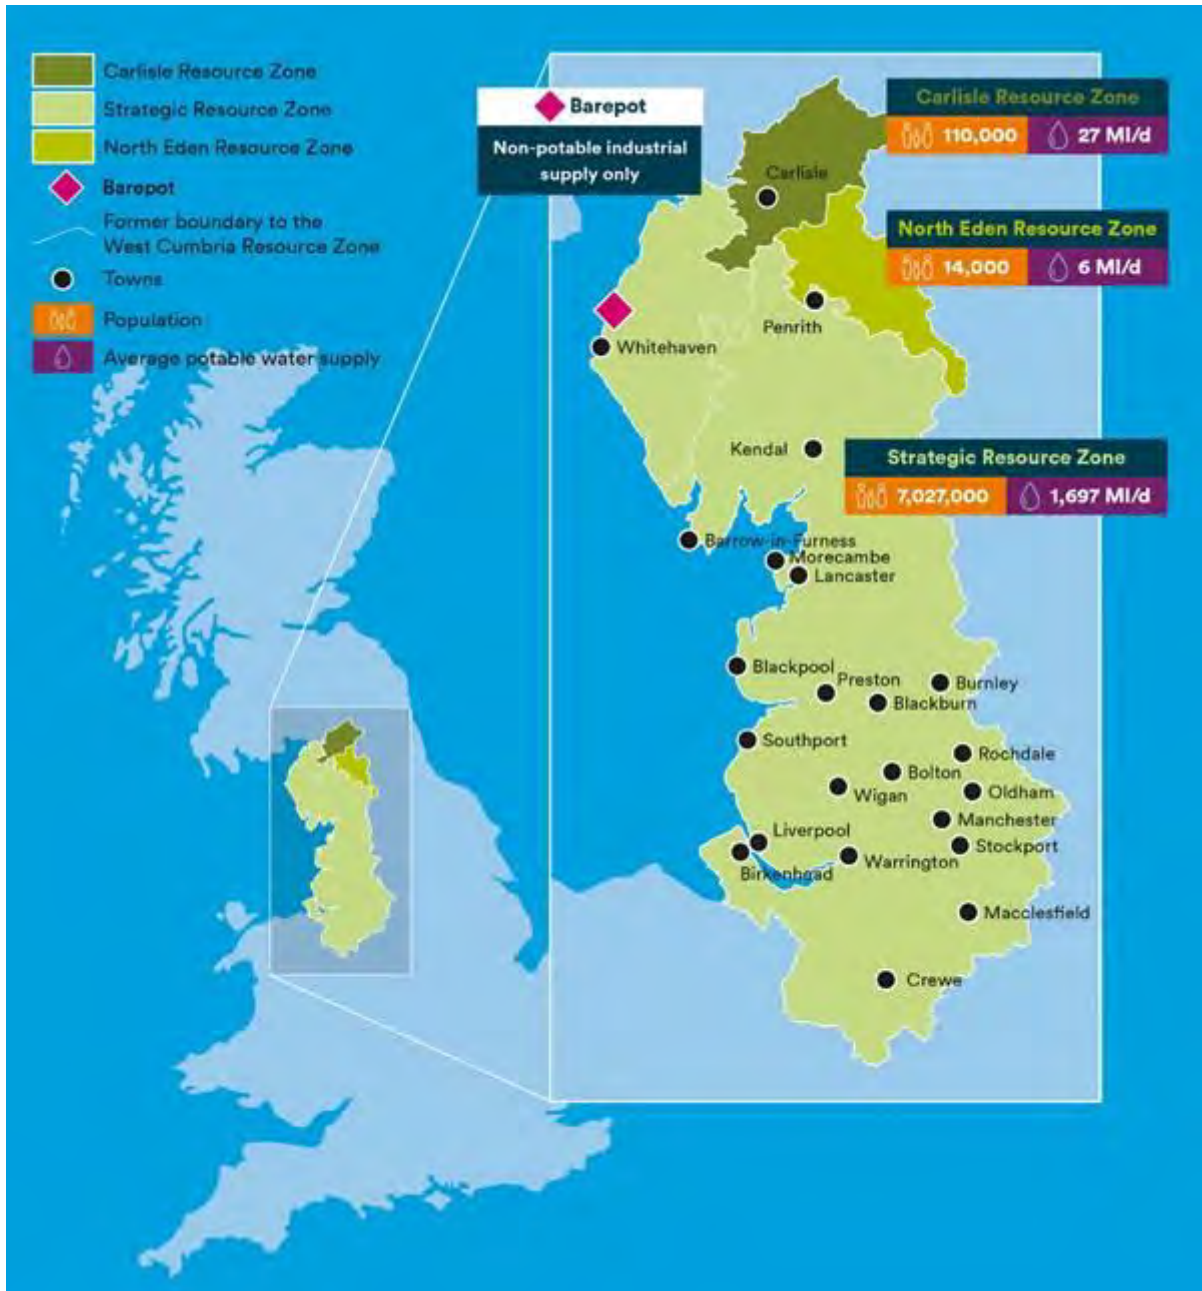 Carlisle Resource Zone
Strategic Resource Zone
North Eden Resource Zone
Barepot
Former boundary to the
West Cumbria Resource Zone
Towns
Population
Average potable water supply
Barepot
Non-potable industrial
supply only
Carlisle Resource Zone
110,000
27 Ml/d
North Eden Resource Zone
14,000
6 Ml/d
Strategic Resource Zone
7,027,000
1,697 Ml/d
Carlisle
Penrith
Whitehaven
Kendal
Barrow-in-Furness
Morecambe
Lancaster
Blackpool
Preston
Burnley
Blackburn
Southport
Rochdale
Bolton
Wigan
Oldham
Manchester
Liverpool
Stockport
Warrington
Birkenhead
Macclesfield
Crewe